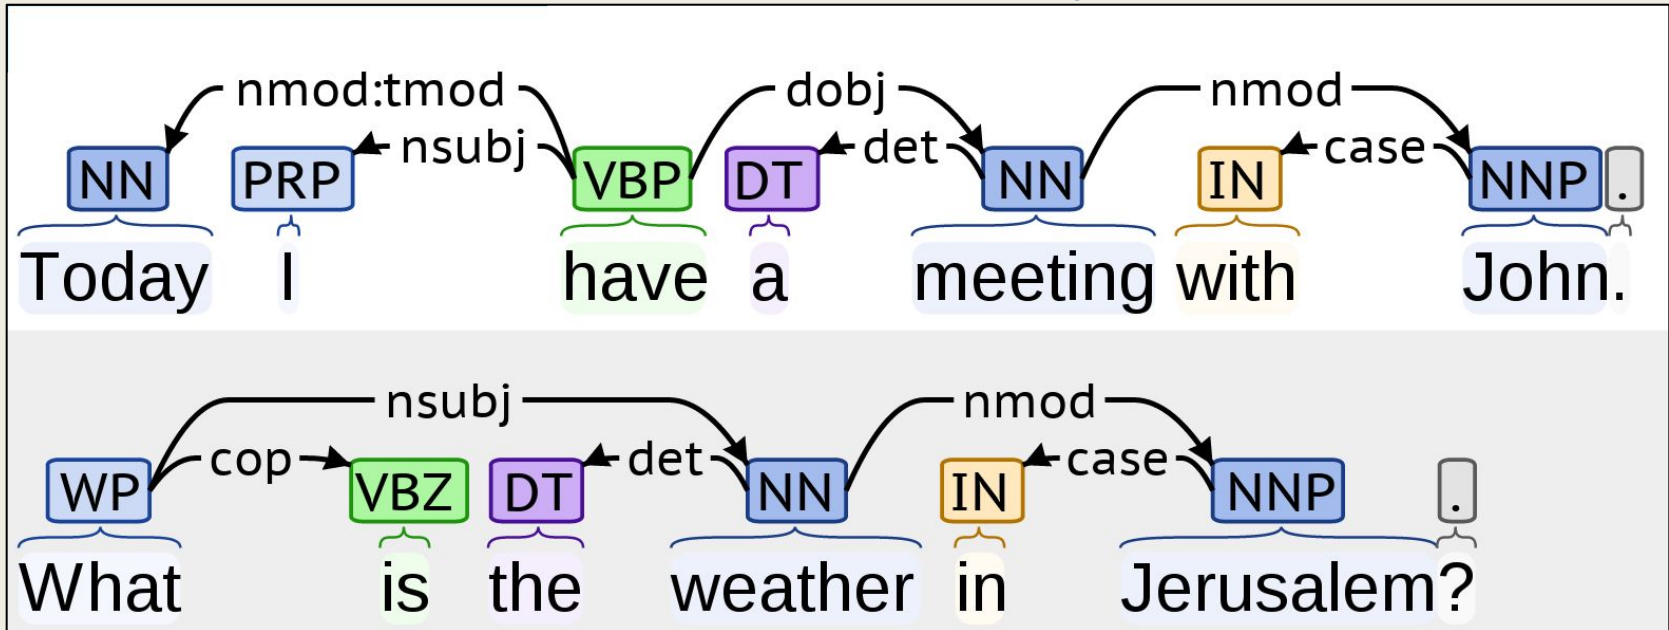 nmod:tmod dobj nmod
nsubj det case
NN PRP VBP DT NN IN NNP .
Today I have a meeting with John.
nsubj nmod
cop det case
WP VBZ DT NN IN NNP .
What is the weather in Jerusalem?